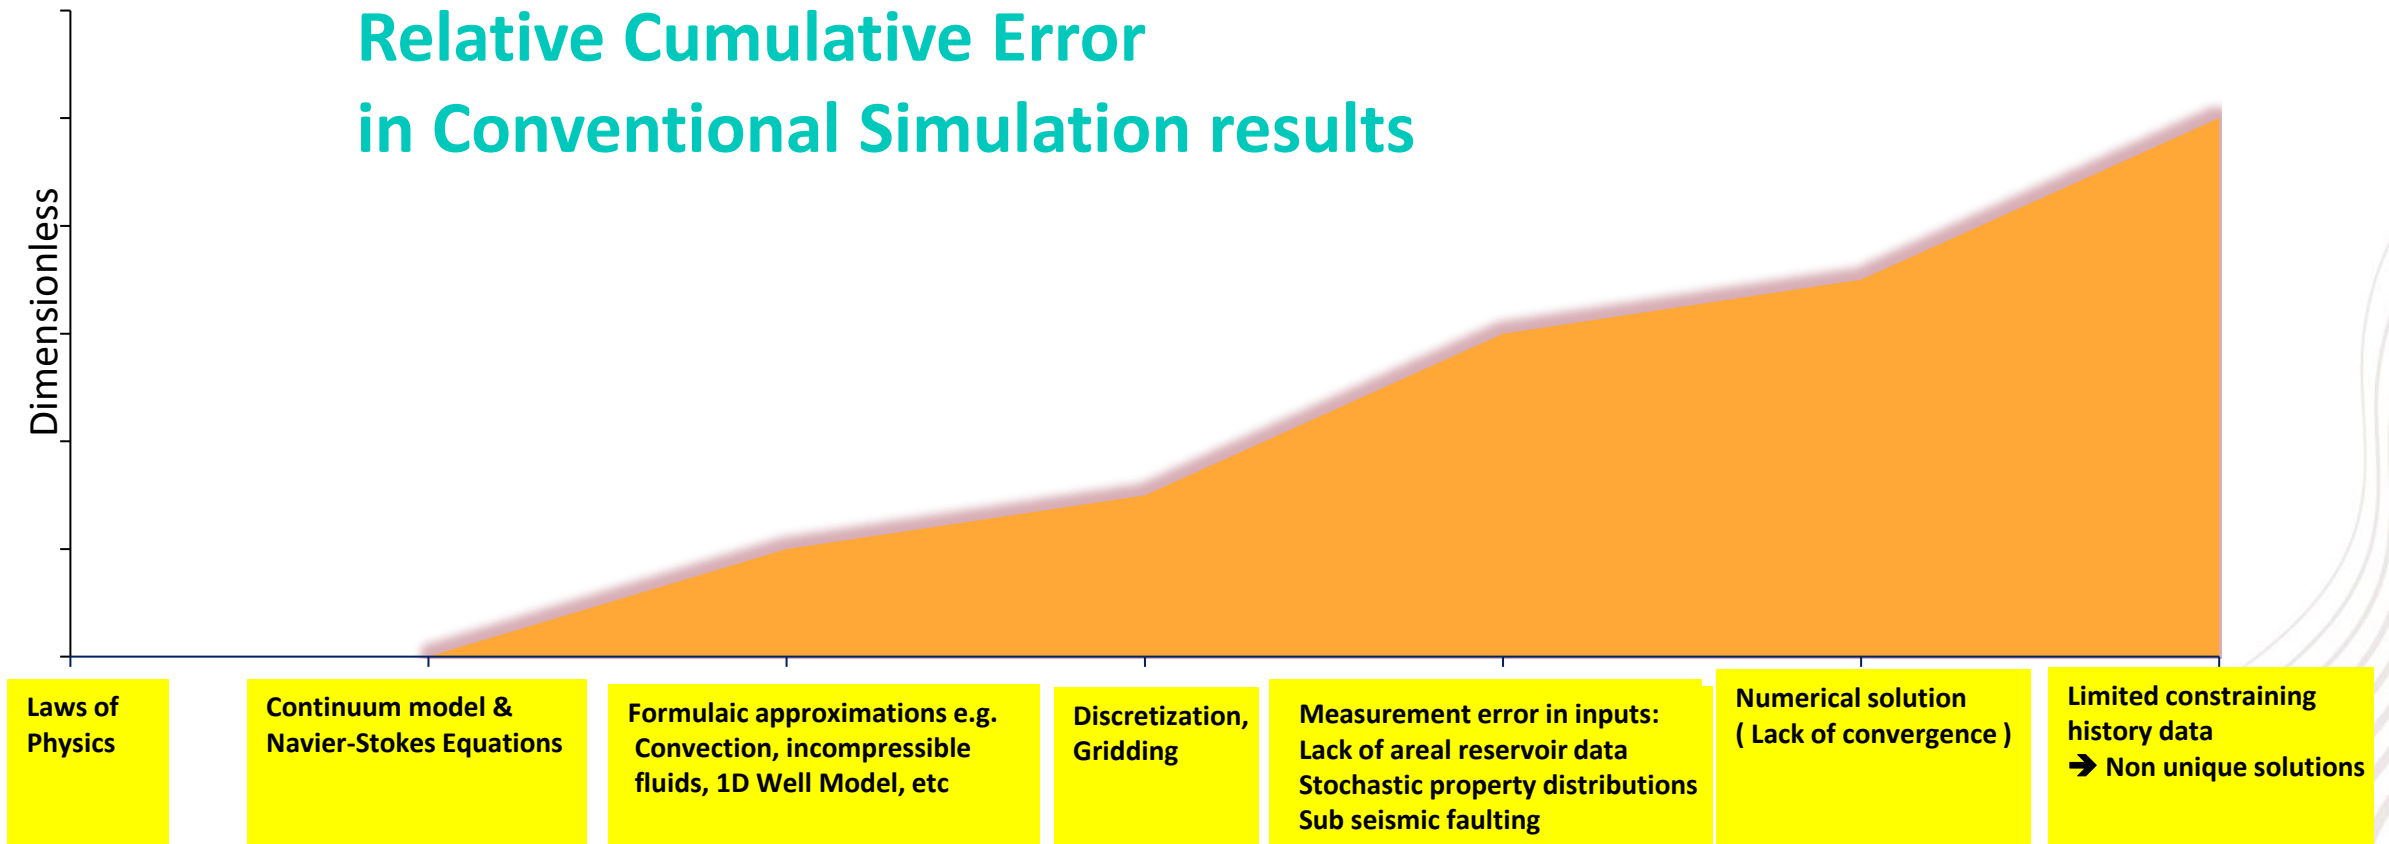 Relative Cumulative Error
in Conventional Simulation results
Dimensionless
Laws of
Physics
Continuum model &
Navier-Stokes Equations
Formulaic approximations e.g.
Convection, incompressible
fluids, 1D Well Model, etc
Discretization,
Gridding
Measurement error in inputs:
Lack of areal reservoir data
Stochastic property distributions
Sub seismic faulting
Numerical solution
( Lack of convergence )
Limited constraining
history data
➔ Non unique solutions